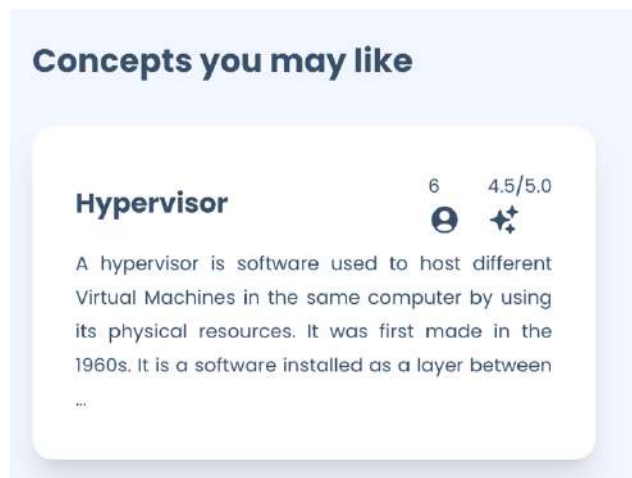 Concepts you may like
6 4.5/5.0
Hypervisor
A hypervisor is software used to host different
Virtual Machines in the same computer by using
its physical resources. It was first made in the
1960s. It is a software installed as a layer between
...